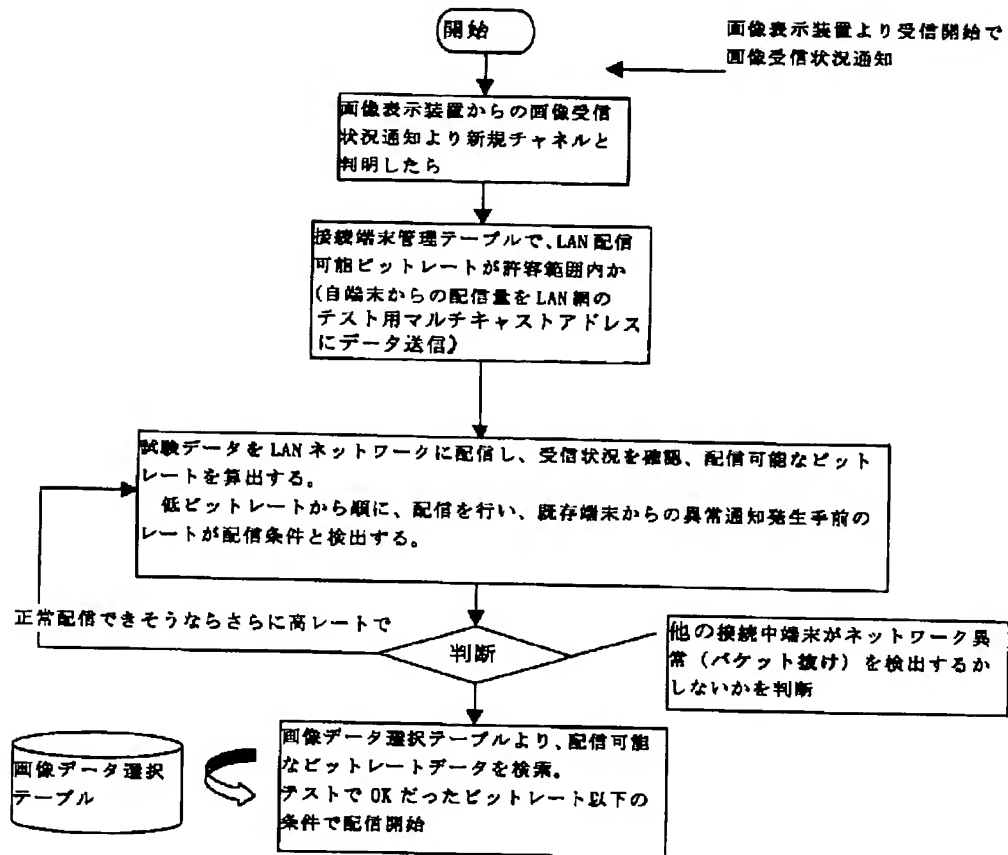 開始
画像表示装置より受信開始で
画像受信状況通知
画像表示装置からの画像受信
状況通知より新規チャネルと
判明したら
接続端末管理テーブルで、LAN 配信
可能ビットレートが許容範囲内か
(自端末からの配信量を LAN 網の
テスト用マルチキャストアドレス
にデータ送信)
試験データを LAN ネットワークに配信し、受信状況を確認、配信可能なビット
レートを算出する。
低ビットレートから順に、配信を行い、既存端末からの異常通知発生手前の
レートが配信条件と検出する。
正常配信できそうならさらに高レートで
判断
他の接続中端末がネットワーク異
常(パケット抜け)を検出するか
しないかを判断
画像データ選択
テーブル
画像データ選択テーブルより、配信可能
なビットレートデータを検索。
テストで OK だったビットレート以下の
条件で配信開始